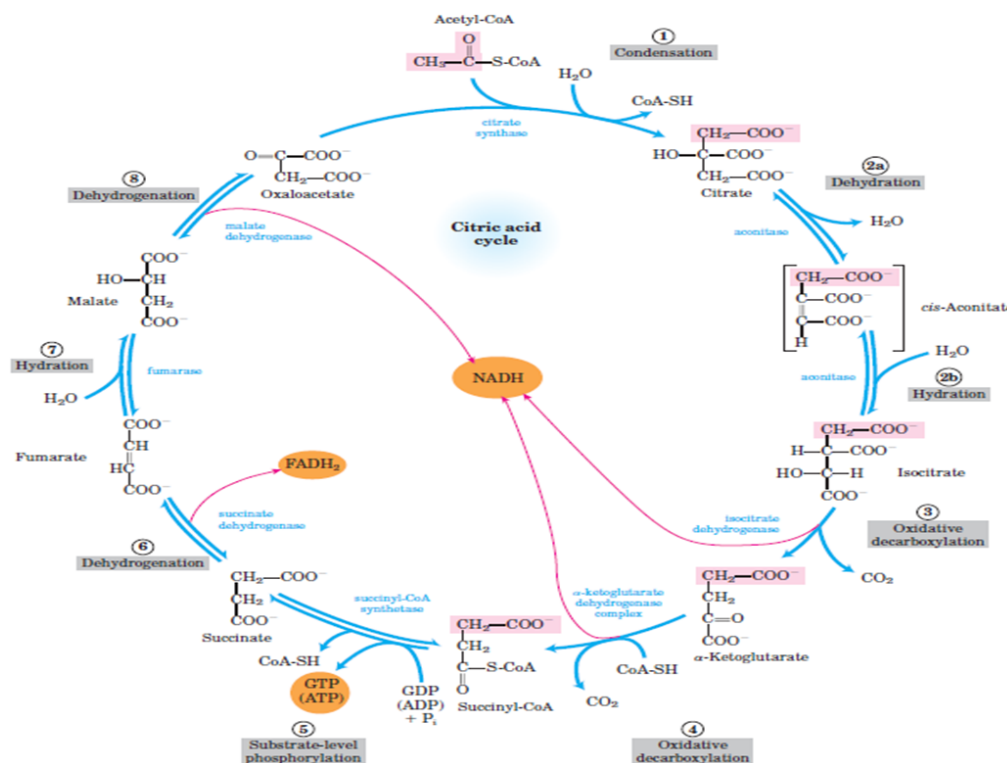 Acetyl-CoA
O
CH₃—C—S-CoA
① 
Condensation
H₂O
CoA-SH
citrate
synthase
CH₂—COO⁻
HO—C—COO⁻
CH₂—COO⁻
Citrate
2a
Dehydration
H₂O
aconitase
CH₂—COO⁻
C—COO⁻
C—COO⁻
H
cis-Aconitat
H₂O
aconitase
2b
Hydration
CH₂—COO⁻
H—C—COO⁻
HO—C—H
COO⁻
Isocitrate
③
Oxidative
decarboxylation
isocitrate
dehydrogenase
CO₂
CH₂—COO⁻
CH₂
C=O
COO⁻
α-Ketoglutarate
α-ketoglutarate
dehydrogenase
complex
CoA-SH
CO₂
④
Oxidative
decarboxylation
CH₂—COO⁻
CH₂
C—S-CoA
O
Succinyl-CoA
succinyl-CoA
synthetase
GDP
(ADP)
+ Pᵢ
GTP
(ATP)
CoA-SH
⑤
Substrate-level
phosphorylation
CH₂—COO⁻
CH₂
COO⁻
Succinate
⑥
Dehydrogenation
succinate
dehydrogenase
FADH₂
COO⁻
CH
HC
COO⁻
Fumarate
⑦
Hydration
H₂O
fumarase
COO⁻
HO—CH
CH₂
COO⁻
Malate
⑧
Dehydrogenation
malate
dehydrogenase
O=C—COO⁻
CH₂—COO⁻
Oxaloacetate
Citric acid
cycle
NADH